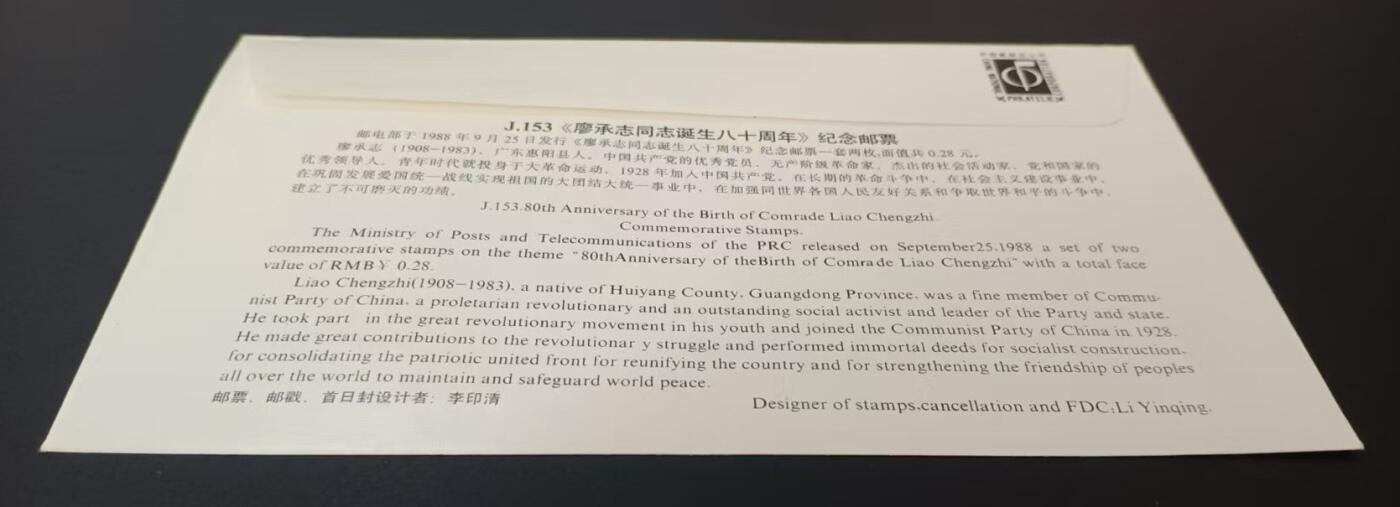 J.153《廖承志同志诞生八十周年》纪念邮票
邮电部于 1988 年 9 月 25 日发行《廖承志同志诞生八十周年》纪念邮票一套两枚,面值共 0.28 元。
廖承志 (1908—1983)，广东惠阳县人。中国共产党的优秀党员、无产阶级革命家、杰出的社会活动家、党和国家的
优秀领导人。青年时代就投身于大革命运动，1928 年加入中国共产党。在长期的革命斗争中，在社会主义建设事业中，
在巩固发展爱国统一战线实现祖国的大团结大统一事业中，在加强同世界各国人民友好关系和争取世界和平的斗争中，
建立了不可磨灭的功绩。
J.153.80th Anniversary of the Birth of Comrade Liao Chengzhi
Commemorative Stamps.
The Ministry of Posts and Telecommunications of the PRC released on September25.1988 a set of two
commemorative stamps on the theme "80thAnniversary of theBirth of Comrade Liao Chengzhi" with a total face
value of RMB￥ 0.28.
Liao Chengzhi(1908—1983), a native of Huiyang County, Guangdong Province, was a fine member of Commu-
nist Party of China, a proletarian revolutionary and an outstanding social activist and leader of the Party and state.
He took part in the great revolutionary movement in his youth and joined the Communist Party of China in 1928.
He made great contributions to the revolutionar y struggle and performed immortal deeds for socialist construction,
for consolidating the patriotic united front for reunifying the country and for strengthening the friendship of peoples
all over the world to maintain and safeguard world peace.
邮票、邮戳、首日封设计者：李印清
Designer of stamps,cancellation and FDC:Li Yinqing.